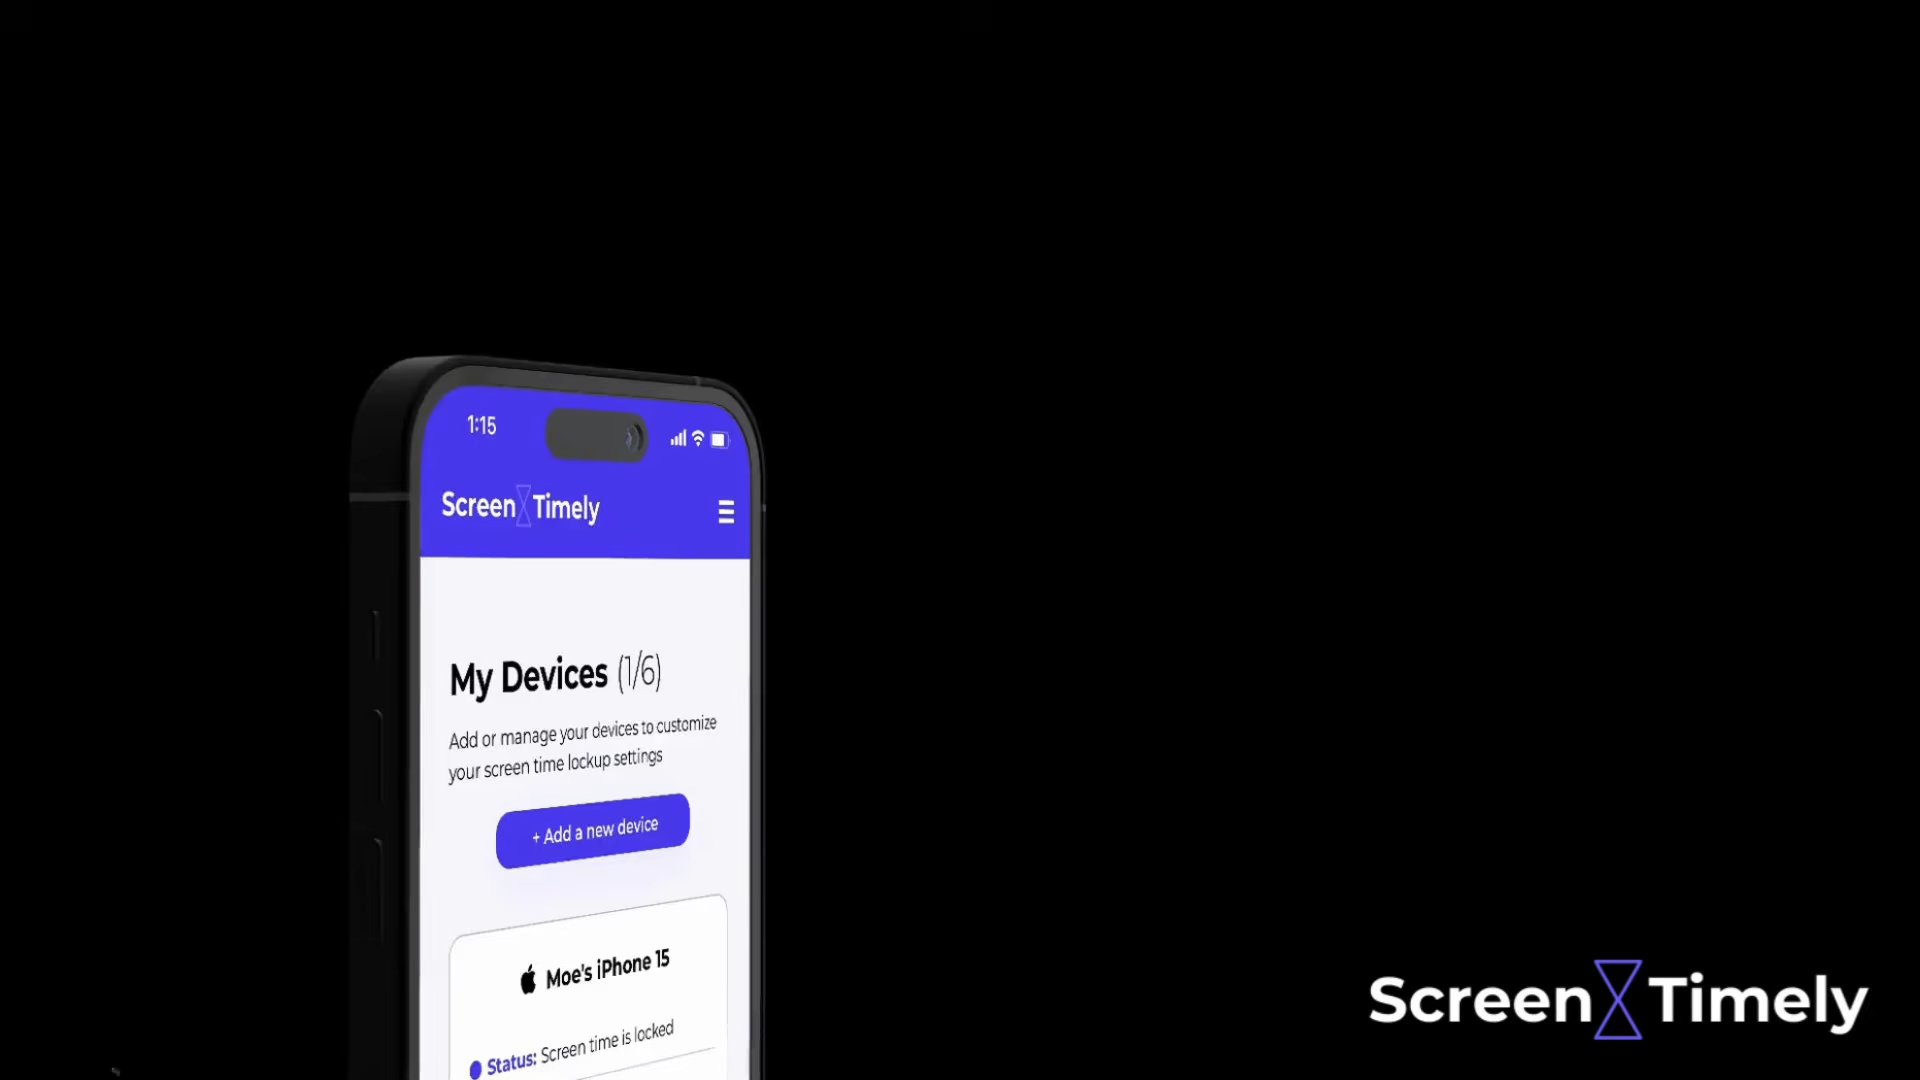 1:15
Screen Timely
My Devices (1/6)
Add or manage your devices to customize
your screen time lockup settings
+ Add a new device
Moe's iPhone 15
Status: Screen time is locked
Screen Timely